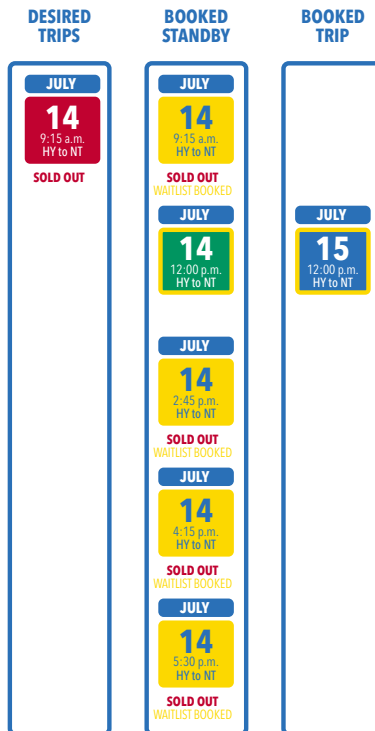 DESIRED
TRIPS
JULY
14
9:15 a.m.
HY to NT
SOLD OUT
BOOKED
STANDBY
JULY
14
9:15 a.m.
HY to NT
SOLD OUT
WAITLIST BOOKED
JULY
14
12:00 p.m.
HY to NT
JULY
14
2:45 p.m.
HY to NT
SOLD OUT
WAITLIST BOOKED
JULY
14
4:15 p.m.
HY to NT
SOLD OUT
WAITLIST BOOKED
JULY
14
5:30 p.m.
HY to NT
SOLD OUT
WAITLIST BOOKED
BOOKED
TRIP
JULY
15
12:00 p.m.
HY to NT